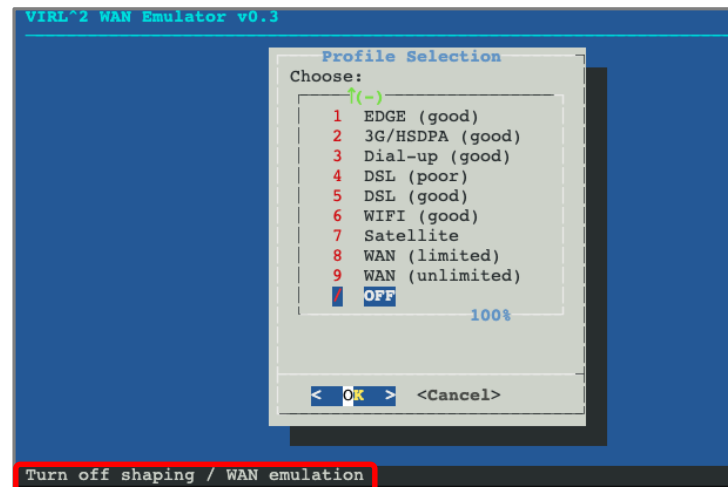 VIRL^2 WAN Emulator v0.3
Profile Selection
Choose:
↑(-)
1 EDGE (good)
2 3G/HSDPA (good)
3 Dial-up (good)
4 DSL (poor)
5 DSL (good)
6 WIFI (good)
7 Satellite
8 WAN (limited)
9 WAN (unlimited)
/ OFF
100%
< OK > <Cancel>
Turn off shaping / WAN emulation